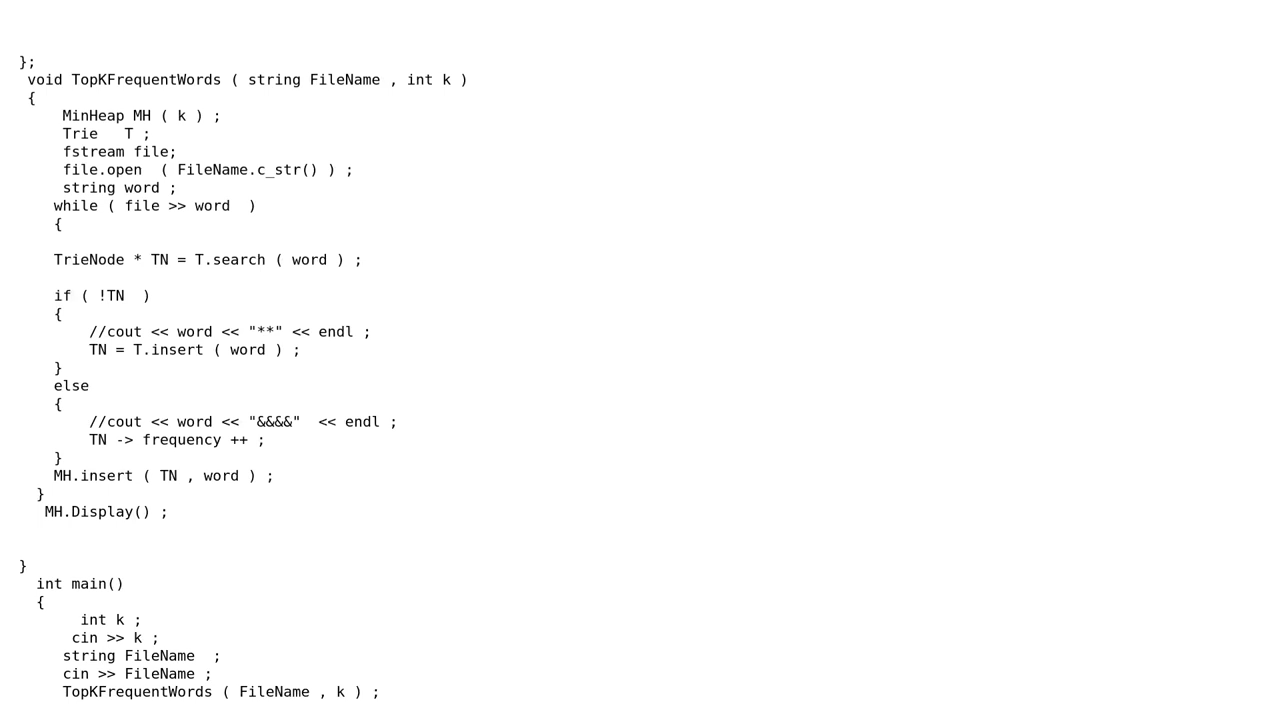 };
void TopKFrequentWords ( string FileName , int k )
{
MinHeap MH ( k ) ;
Trie   T ;
fstream file;
file.open  ( FileName.c_str() ) ;
string word ;
while ( file >> word  )
{
TrieNode * TN = T.search ( word ) ;
if ( !TN  )
{
//cout << word << "**" << endl ;
TN = T.insert ( word ) ;
}
else
{
//cout << word << "&&&&"  << endl ;
TN -> frequency ++ ;
}
MH.insert ( TN , word ) ;
}
MH.Display() ;
}
int main()
{
int k ;
cin >> k ;
string FileName  ;
cin >> FileName ;
TopKFrequentWords ( FileName , k ) ;